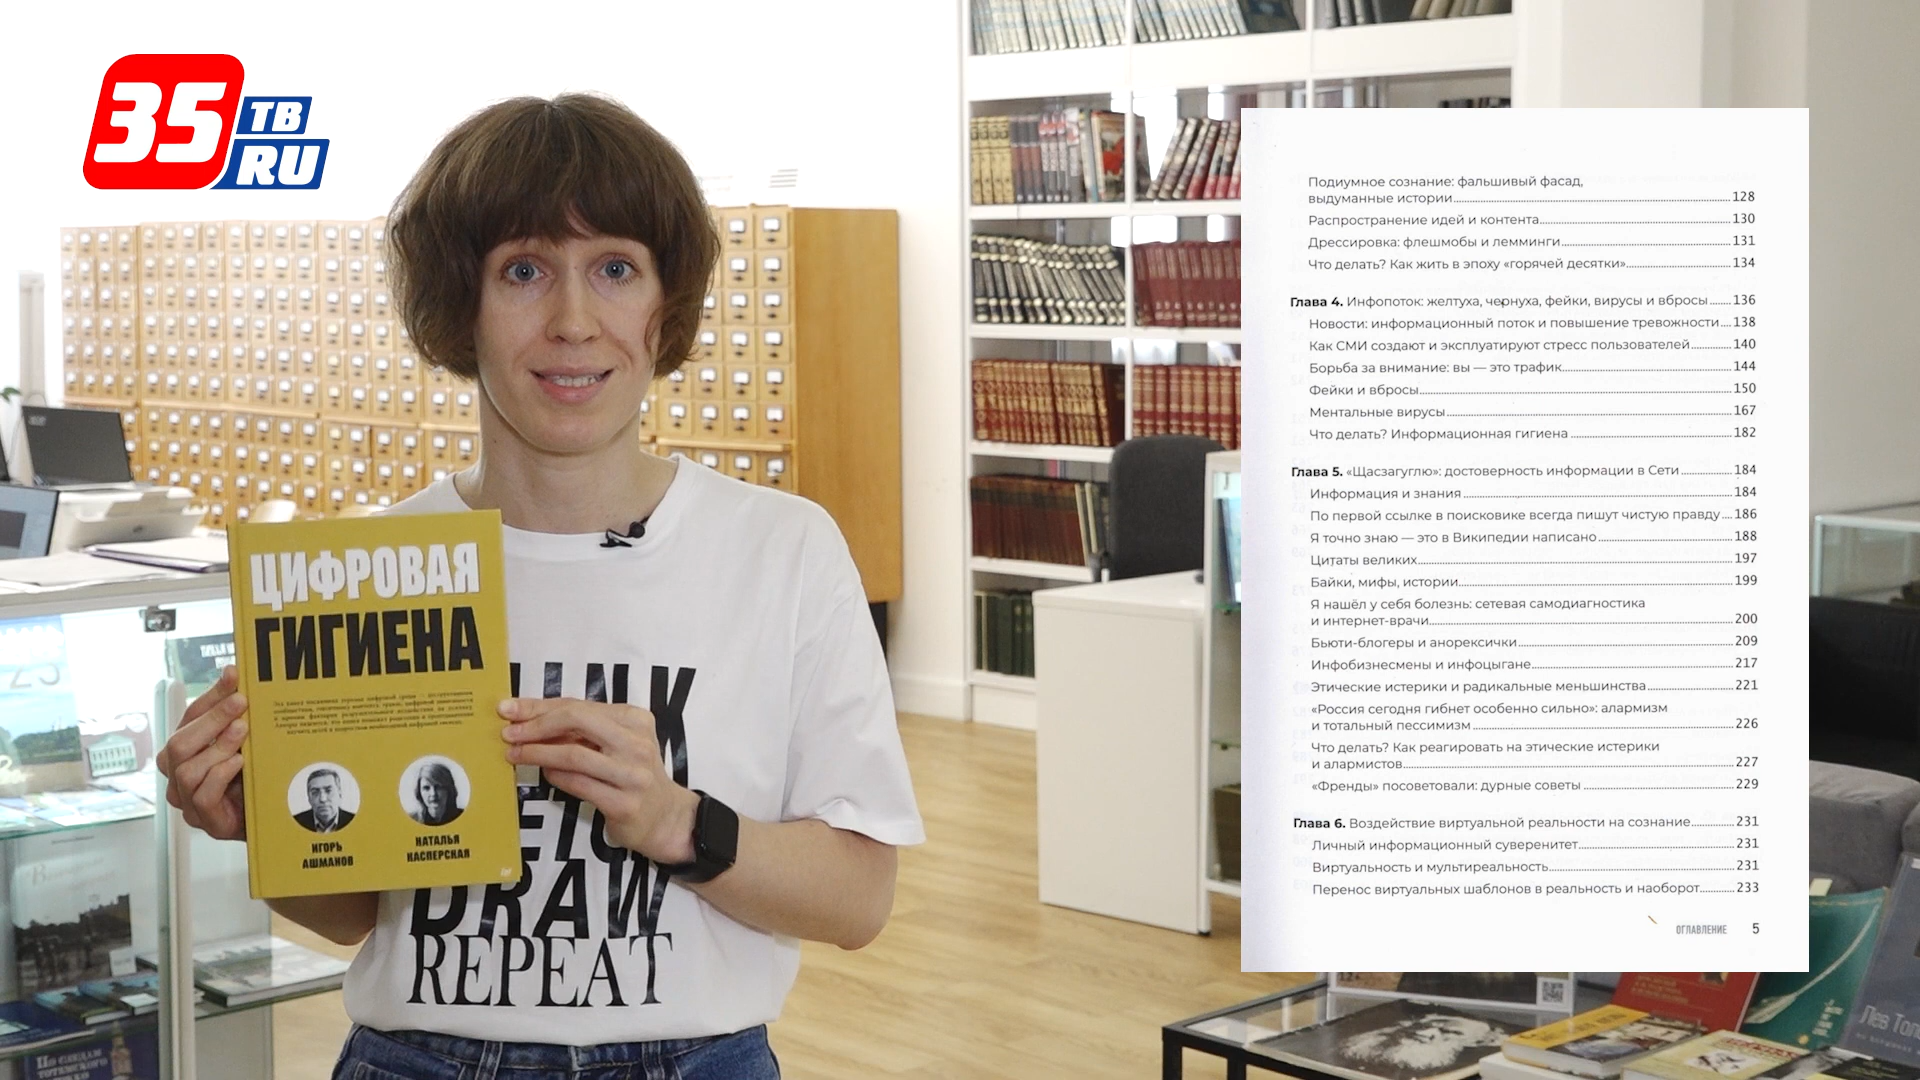 35
ТВ
RU
ЦИФРОВАЯ
ГИГИЕНА
ИГОРЬ
АШМАНОВ
НАТАЛЬЯ
КАСПЕРСКАЯ
THINK
DRAW
REPEAT
Подиумное сознание: фальшивый фасад,
выдуманные истории 128
Распространение идей и контента 130
Дрессировка: флешмобы и лемминги 131
Что делать? Как жить в эпоху «горячей десятки» 134
Глава 4. Инфопоток: желтуха, чернуха, фейки, вирусы и вбросы 136
Новости: информационный поток и повышение тревожности 138
Как СМИ создают и эксплуатируют стресс пользователей 140
Борьба за внимание: вы — это трафик 144
Фейки и вбросы 150
Ментальные вирусы 167
Что делать? Информационная гигиена 182
Глава 5. «Щасзагуглю»: достоверность информации в Сети 184
Информация и знания 184
По первой ссылке в поисковике всегда пишут чистую правду 186
Я точно знаю — это в Википедии написано 188
Цитаты великих 197
Байки, мифы, истории 199
Я нашёл у себя болезнь: сетевая самодиагностика
и интернет-врачи 200
Бьюти-блогеры и анорексички 209
Инфобизнесмены и инфоцыгане 217
Этические истерики и радикальные меньшинства 221
«Россия сегодня гибнет особенно сильно»: алармизм
и тотальный пессимизм 226
Что делать? Как реагировать на этические истерики
и алармистов 227
«Френды» посоветовали: дурные советы 229
Глава 6. Воздействие виртуальной реальности на сознание 231
Личный информационный суверенитет 231
Виртуальность и мультиреальность 231
Перенос виртуальных шаблонов в реальность и наоборот 233
ОГЛАВЛЕНИЕ 5
12+
Лев
По следам
тотемского